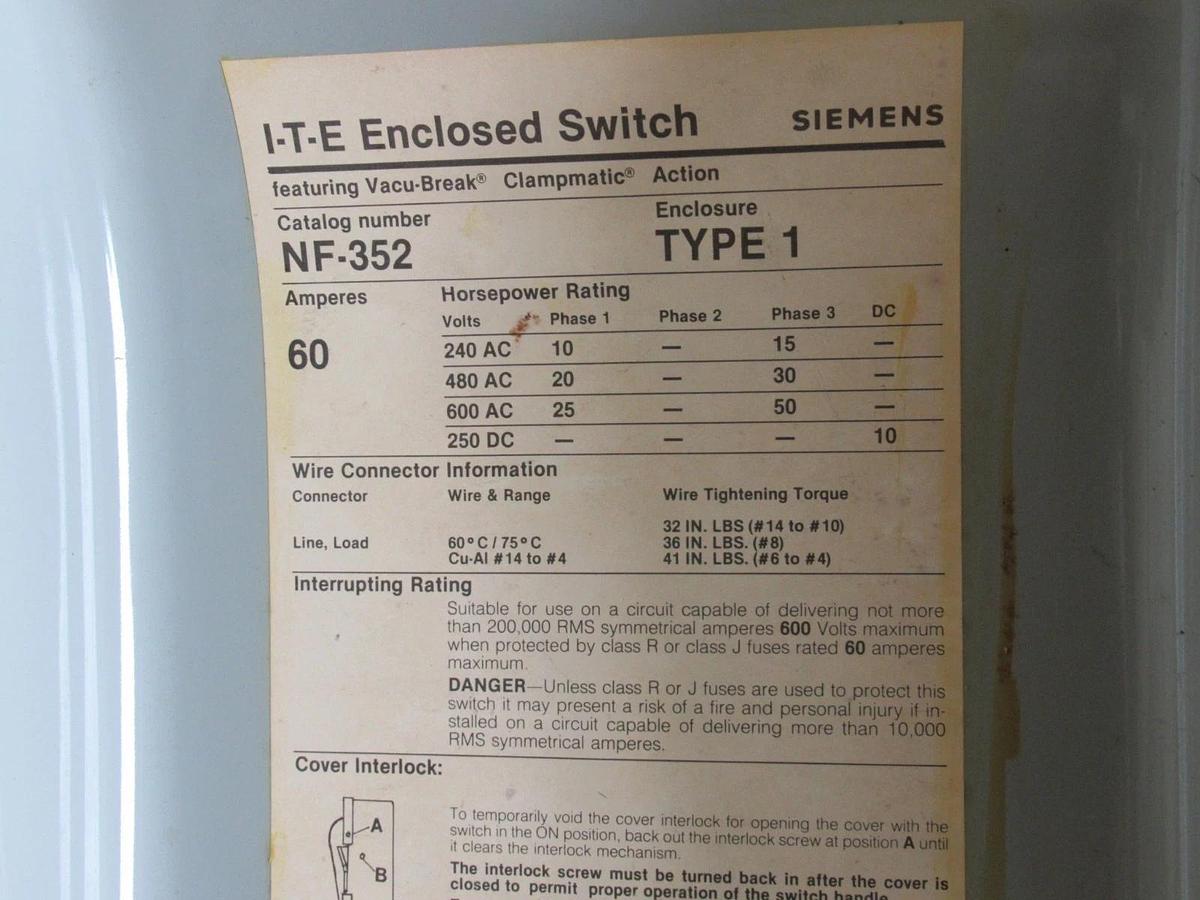 I-T-E Enclosed Switch SIEMENS
featuring Vacu-Break® Clampmatic® Action
Catalog number Enclosure
NF-352 TYPE 1
Amperes Horsepower Rating
Volts Phase 1 Phase 2 Phase 3 DC
60 240 AC 10 — 15 —
480 AC 20 — 30 —
600 AC 25 — 50 —
250 DC — — — 10
Wire Connector Information
Connector Wire & Range Wire Tightening Torque
32 IN. LBS (#14 to #10)
Line, Load 60°C / 75°C 36 IN. LBS. (#8)
Cu-Al #14 to #4 41 IN. LBS. (#6 to #4)
Interrupting Rating
Suitable for use on a circuit capable of delivering not more
than 200,000 RMS symmetrical amperes 600 Volts maximum
when protected by class R or class J fuses rated 60 amperes
maximum.
DANGER—Unless class R or J fuses are used to protect this
switch it may present a risk of a fire and personal injury if in-
stalled on a circuit capable of delivering more than 10,000
RMS symmetrical amperes.
Cover Interlock:
A
B
To temporarily void the cover interlock for opening the cover with the
switch in the ON position, back out the interlock screw at position A until
it clears the interlock mechanism.
The interlock screw must be turned back in after the cover is
closed to permit proper operation of the switch handle